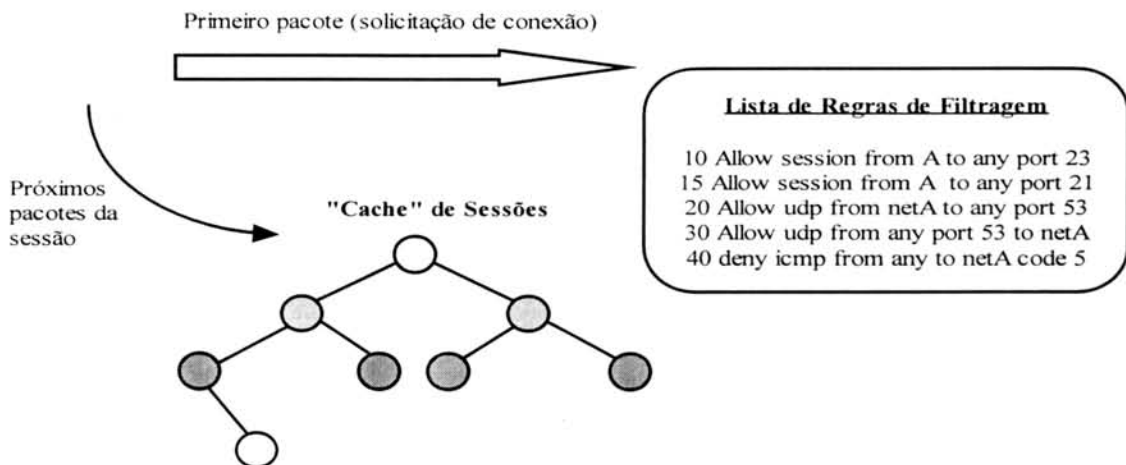 Primeiro pacote (solicitação de conexão)
Lista de Regras de Filtragem
10 Allow session from A to any port 23
15 Allow session from A to any port 21
20 Allow udp from netA to any port 53
30 Allow udp from any port 53 to netA
40 deny icmp from any to netA code 5
Próximos
pacotes da
sessão
"Cache" de Sessões